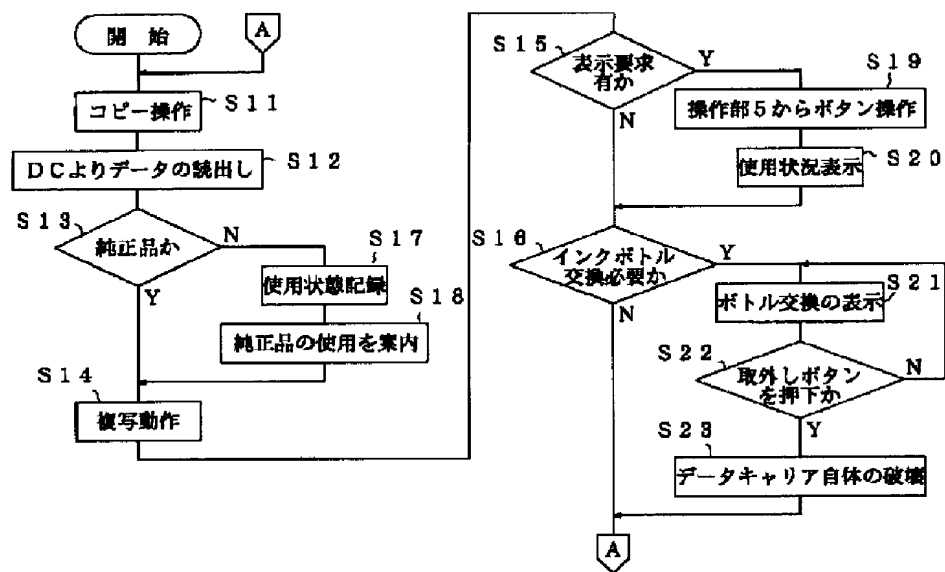 開　始
A
S11
コピー操作
S12
DCよりデータの読出し
S13
純正品か
N
Y
S17
使用状態記録
S18
純正品の使用を案内
S14
複写動作
S15
表示要求
有か
Y
N
S19
操作部5からボタン操作
S20
使用状況表示
S16
インクボトル
交換必要か
Y
N
S21
ボトル交換の表示
S22
取外しボタン
を押下か
N
Y
S23
データキャリア自体の破壊
A